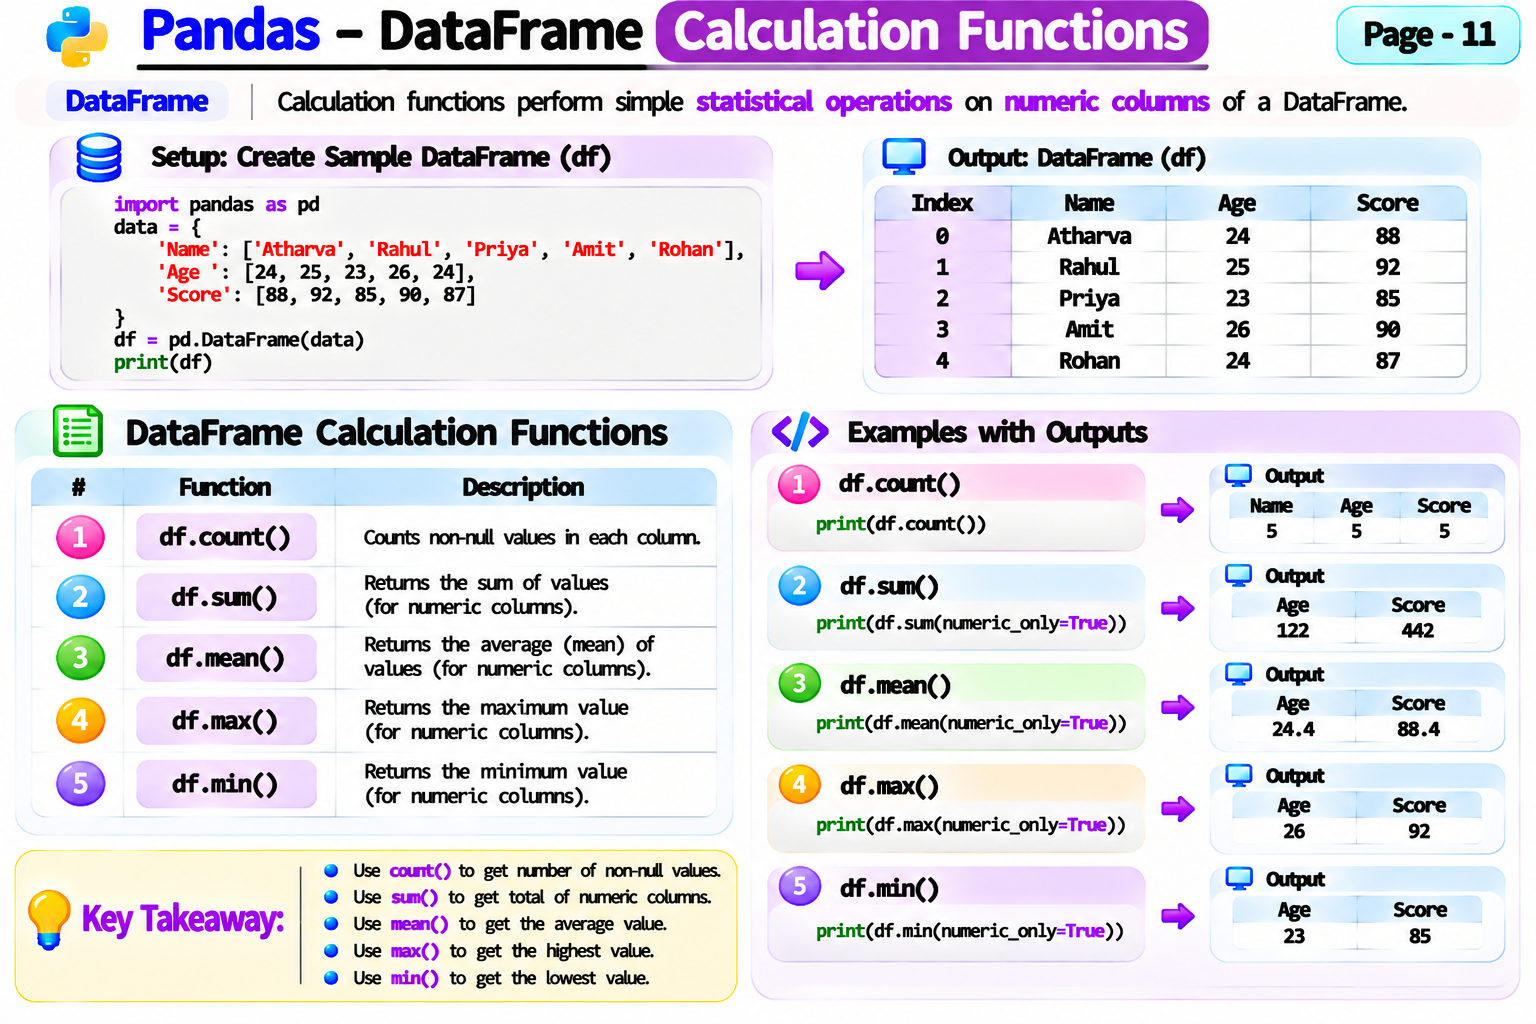 Pandas – DataFrame Calculation Functions
Page - 11
DataFrame
Calculation functions perform simple statistical operations on numeric columns of a DataFrame.
Setup: Create Sample DataFrame (df)
import pandas as pd
data = {
'Name': ['Atharva', 'Rahul', 'Priya', 'Amit', 'Rohan'],
'Age ': [24, 25, 23, 26, 24],
'Score': [88, 92, 85, 90, 87]
}
df = pd.DataFrame(data)
print(df)
Output: DataFrame (df)
Index Name Age Score
0 Atharva 24 88
1 Rahul 25 92
2 Priya 23 85
3 Amit 26 90
4 Rohan 24 87
DataFrame Calculation Functions
# Function Description
1 df.count() Counts non-null values in each column.
2 df.sum() Returns the sum of values
(for numeric columns).
3 df.mean() Returns the average (mean) of
values (for numeric columns).
4 df.max() Returns the maximum value
(for numeric columns).
5 df.min() Returns the minimum value
(for numeric columns).
Key Takeaway:
Use count() to get number of non-null values.
Use sum() to get total of numeric columns.
Use mean() to get the average value.
Use max() to get the highest value.
Use min() to get the lowest value.
</> Examples with Outputs
1 df.count()
print(df.count())
Output
Name Age Score
5 5 5
2 df.sum()
print(df.sum(numeric_only=True))
Output
Age Score
122 442
3 df.mean()
print(df.mean(numeric_only=True))
Output
Age Score
24.4 88.4
4 df.max()
print(df.max(numeric_only=True))
Output
Age Score
26 92
5 df.min()
print(df.min(numeric_only=True))
Output
Age Score
23 85